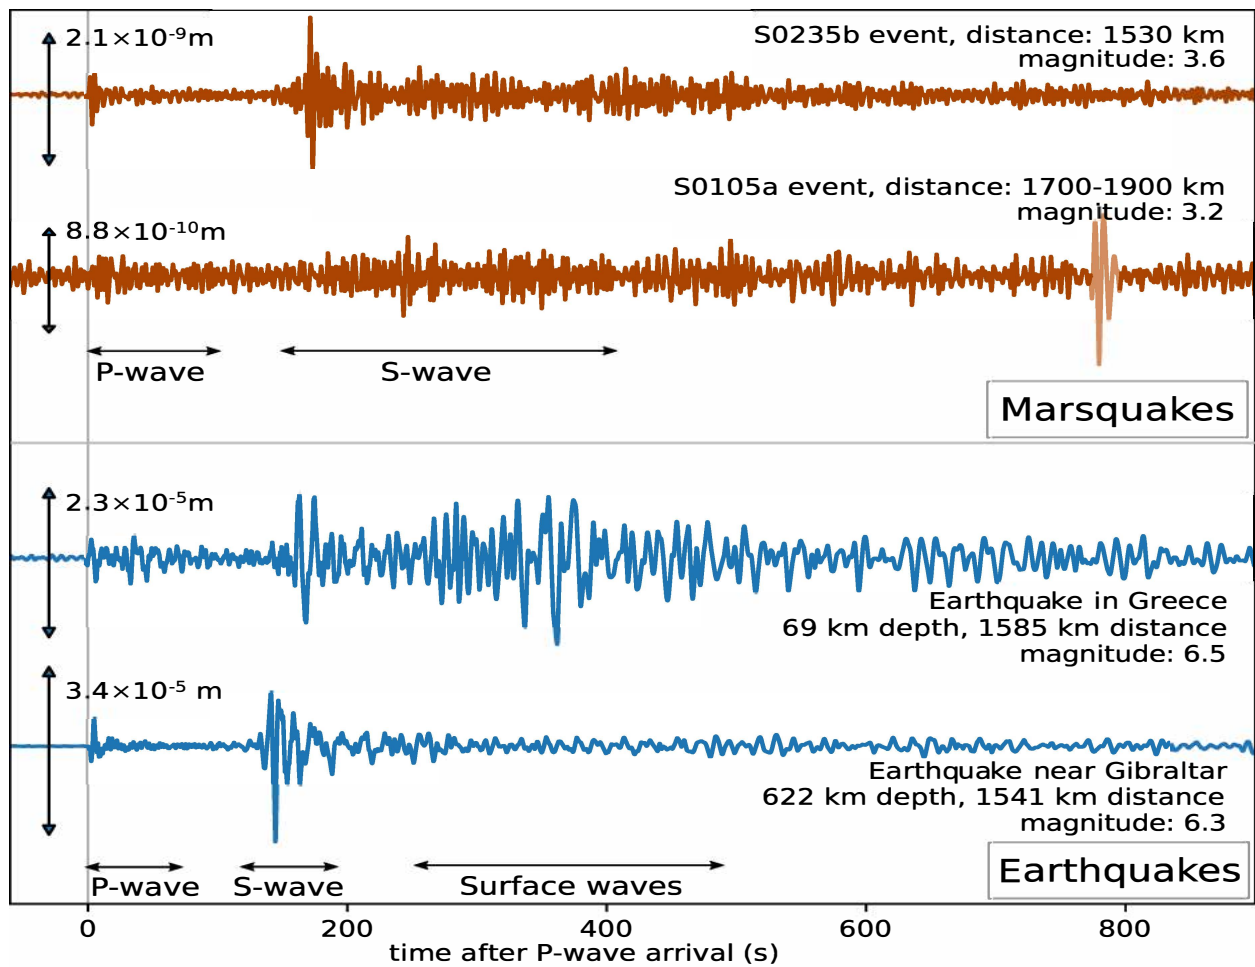 2.1×10⁻⁹m
S0235b event, distance: 1530 km
magnitude: 3.6
S0105a event, distance: 1700-1900 km
magnitude: 3.2
8.8×10⁻¹⁰m
P-wave
S-wave
Marsquakes
2.3×10⁻⁵m
Earthquake in Greece
69 km depth, 1585 km distance
magnitude: 6.5
3.4×10⁻⁵ m
Earthquake near Gibraltar
622 km depth, 1541 km distance
magnitude: 6.3
P-wave
S-wave
Surface waves
Earthquakes
0 200 400 600 800
time after P-wave arrival (s)